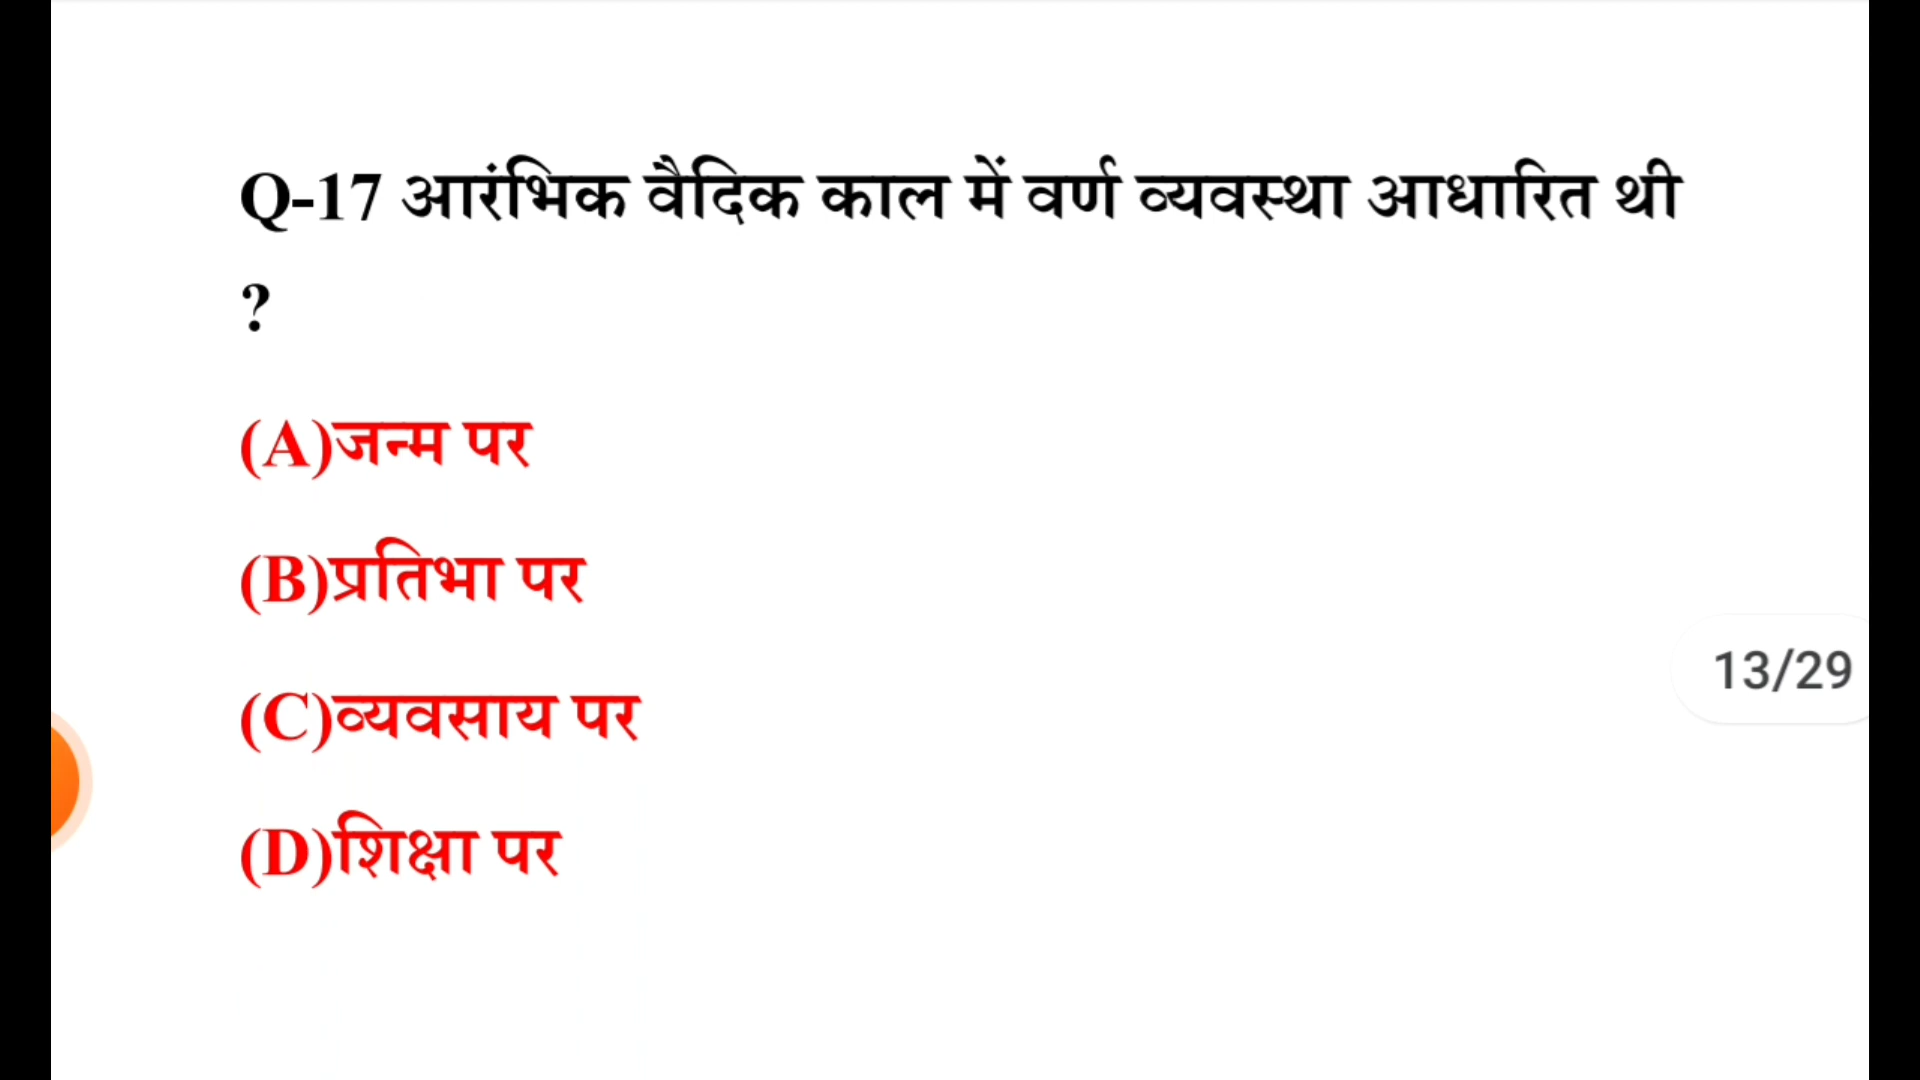 Q-17 आरंभिक वैदिक काल में वर्ण व्यवस्था आधारित थी
?
(A)जन्म पर
(B)प्रतिभा पर
(C)व्यवसाय पर
13/29
(D)शिक्षा पर